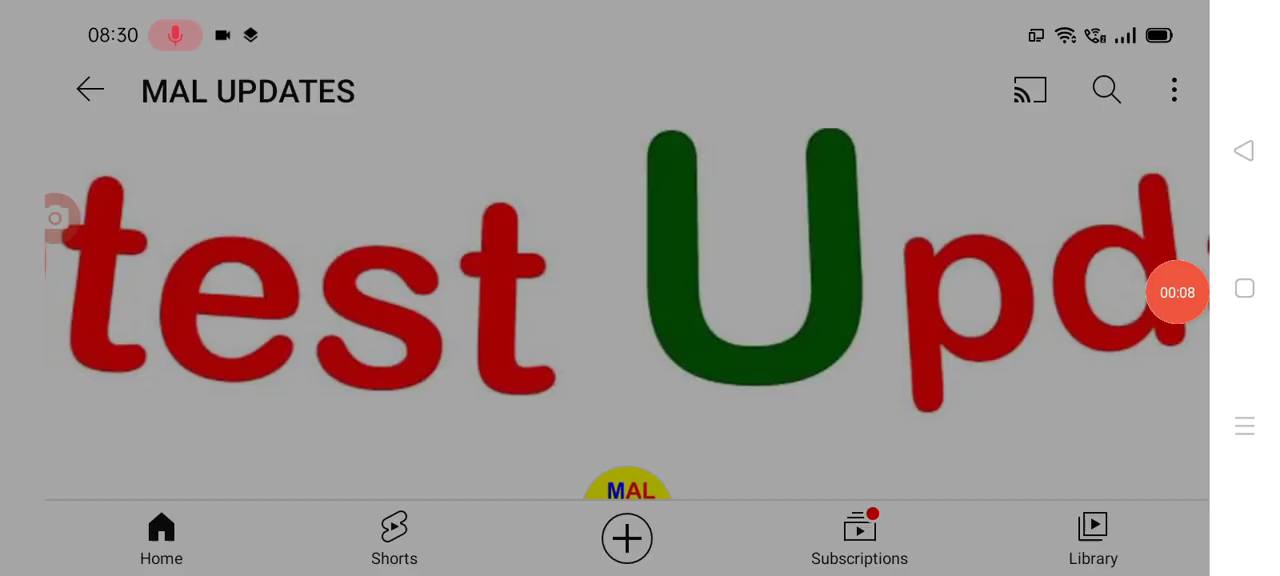 08:30
MAL UPDATES
test Upd
00:08
MAL
Home
Shorts
Subscriptions
Library